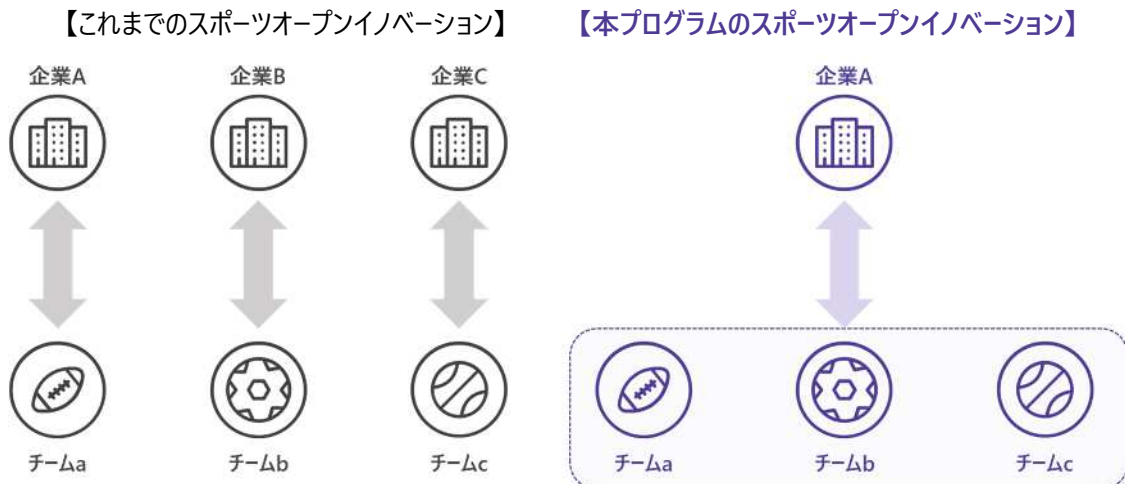 【これまでのスポーツオープンイノベーション】
企業A 企業B 企業C
チームa チームb チームc
【本プログラムのスポーツオープンイノベーション】
企業A
チームa チームb チームc